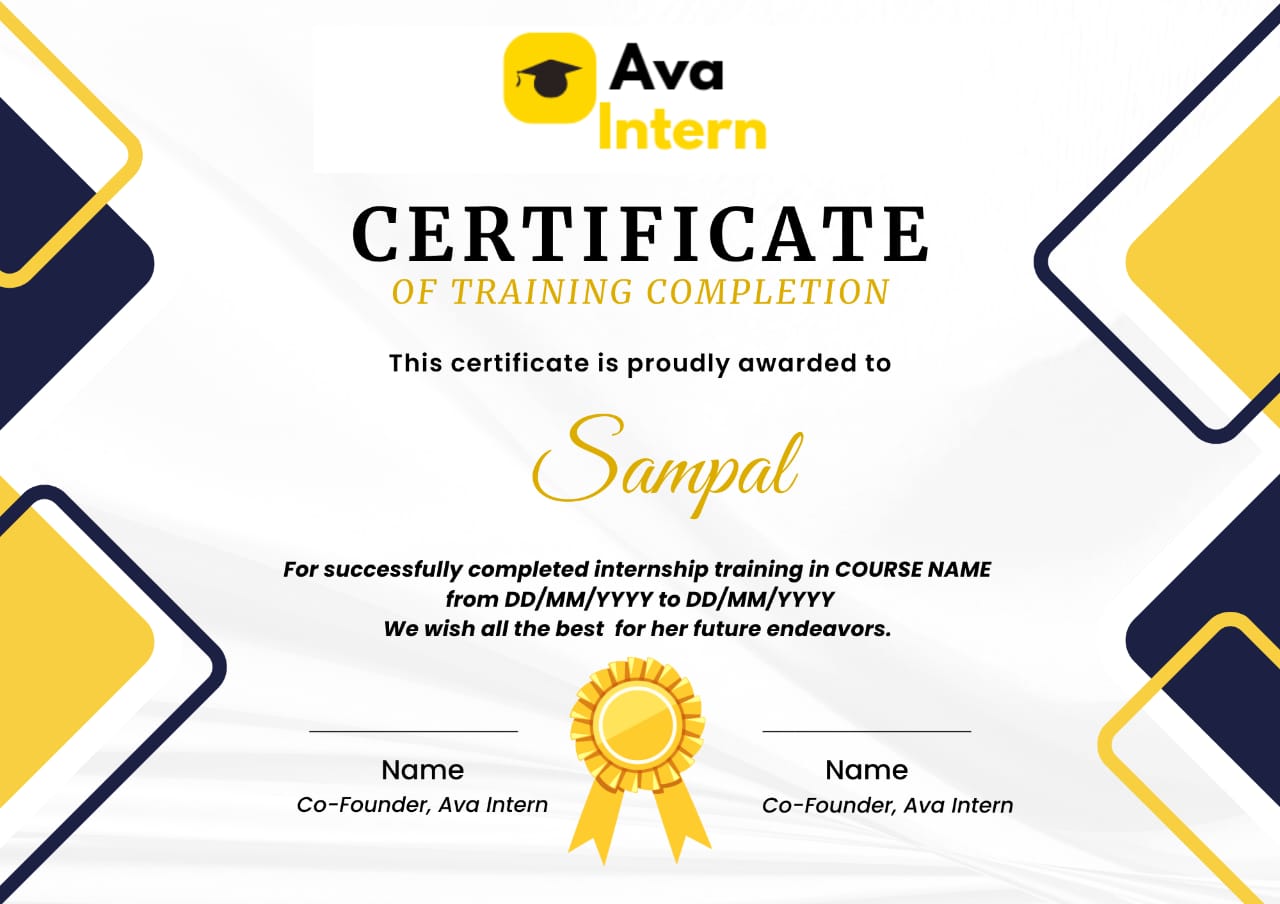 Ava
Intern
CERTIFICATE
OF TRAINING COMPLETION
This certificate is proudly awarded to
Sampal
For successfully completed internship training in COURSE NAME
from DD/MM/YYYY to DD/MM/YYYY
We wish all the best  for her future endeavors.
Name
Co-Founder, Ava Intern
Name
Co-Founder, Ava Intern